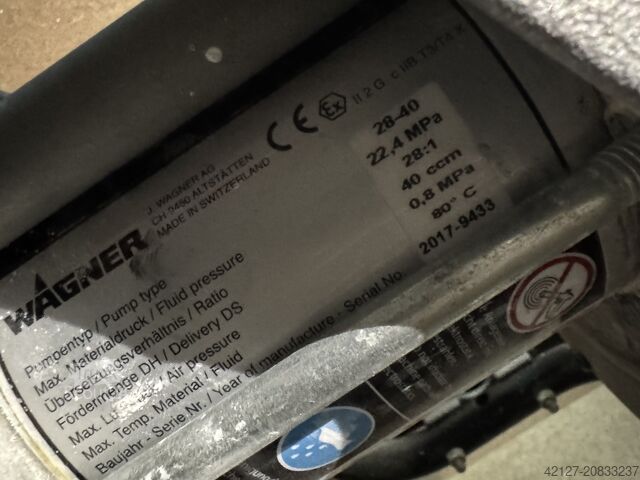 WAGNER
J. WAGNER AG
CH 9450 ALTSTÄTTEN
MADE IN SWITZERLAND
CE Ex II 2 G c IIB T3/T4 X
Pumpentyp / Pump type 28-40
Max. Materialdruck / Fluid pressure 22,4 MPa
Übersetzungsverhältnis / Ratio 28:1
Fördermenge DH / Delivery DS 40 ccm
Max. Air pressure 0,8 MPa
Max. Temp. Material / Fluid 80° C
Baujahr - Serie Nr. / Year of manufacture - Serial.No. 2017-9433
42127-20833237